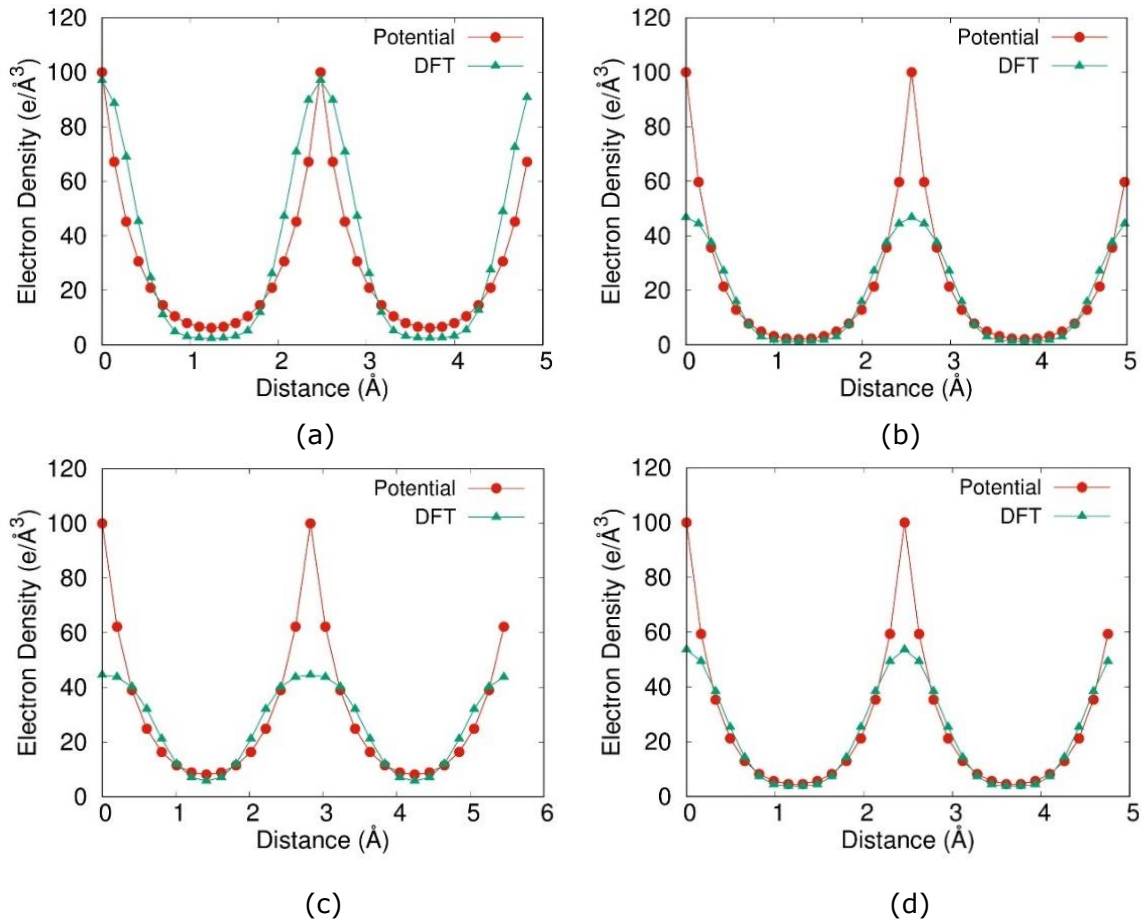 120
100
80
60
40
20
0
Electron Density (e/Å³)
Potential
DFT
0 1 2 3 4 5
Distance (Å)
(a)
120
100
80
60
40
20
0
Electron Density (e/Å³)
Potential
DFT
0 1 2 3 4 5
Distance (Å)
(b)
120
100
80
60
40
20
0
Electron Density (e/Å³)
Potential
DFT
0 1 2 3 4 5 6
Distance (Å)
(c)
120
100
80
60
40
20
0
Electron Density (e/Å³)
Potential
DFT
0 1 2 3 4 5
Distance (Å)
(d)